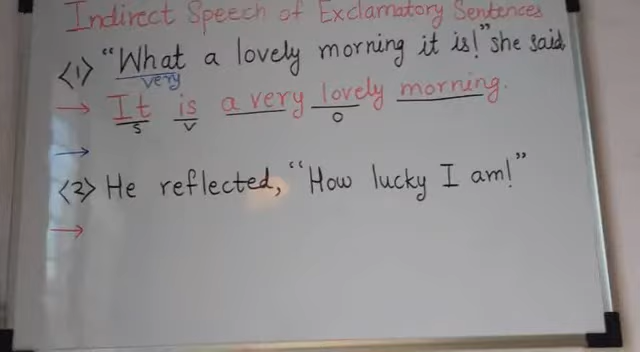 Indirect Speech of Exclamatory Sentences
<1> "What a lovely morning it is!" she said
very
→ It is a very lovely morning.
S V O
→
<2> He reflected, "How lucky I am!"
→